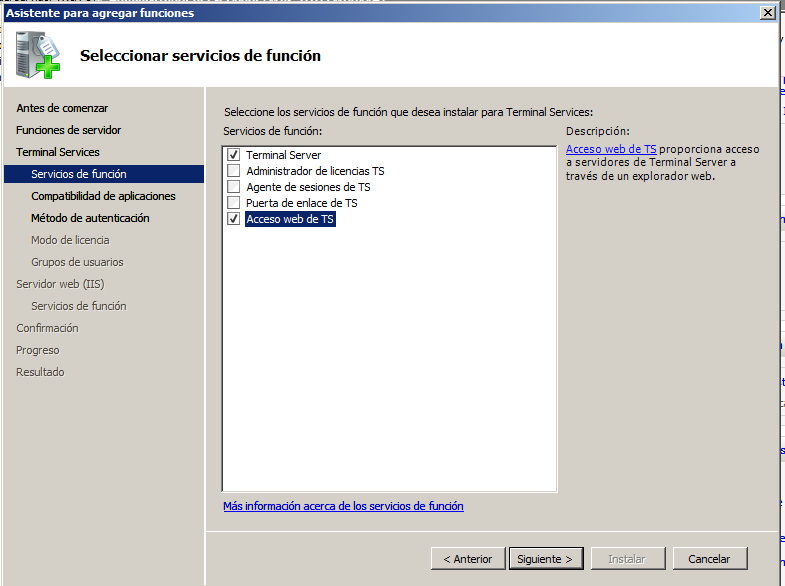 Asistente para agregar funciones
Seleccionar servicios de función
Antes de comenzar
Funciones de servidor
Terminal Services
Servicios de función
Compatibilidad de aplicaciones
Método de autenticación
Modo de licencia
Grupos de usuarios
Servidor web (IIS)
Servicios de función
Confirmación
Progreso
Resultado
Seleccione los servicios de función que desea instalar para Terminal Services:
Servicios de función:
Terminal Server
Administrador de licencias TS
Agente de sesiones de TS
Puerta de enlace de TS
Acceso web de TS
Descripción:
Acceso web de TS proporciona acceso
a servidores de Terminal Server a
través de un explorador web.
Más información acerca de los servicios de función
< Anterior
Siguiente >
Instalar
Cancelar